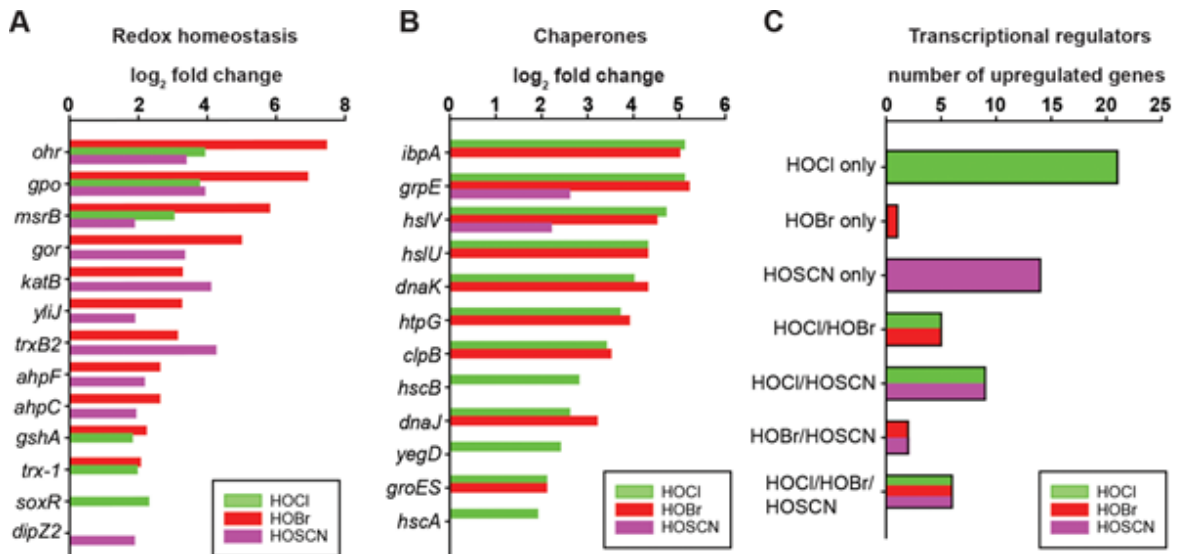 A
Redox homeostasis
log2 fold change
0 2 4 6 8
ohr
gpo
msrB
gor
katB
yliJ
trxB2
ahpF
ahpC
gshA
trx-1
soxR
dipZ2
HOCl
HOBr
HOSCN
B
Chaperones
log2 fold change
0 1 2 3 4 5 6
ibpA
grpE
hslV
hslU
dnaK
htpG
clpB
hscB
dnaJ
yegD
groES
hscA
HOCl
HOBr
HOSCN
C
Transcriptional regulators
number of upregulated genes
0 5 10 15 20 25
HOCl only
HOBr only
HOSCN only
HOCl/HOBr
HOCl/HOSCN
HOBr/HOSCN
HOCl/HOBr/
HOSCN
HOCl
HOBr
HOSCN